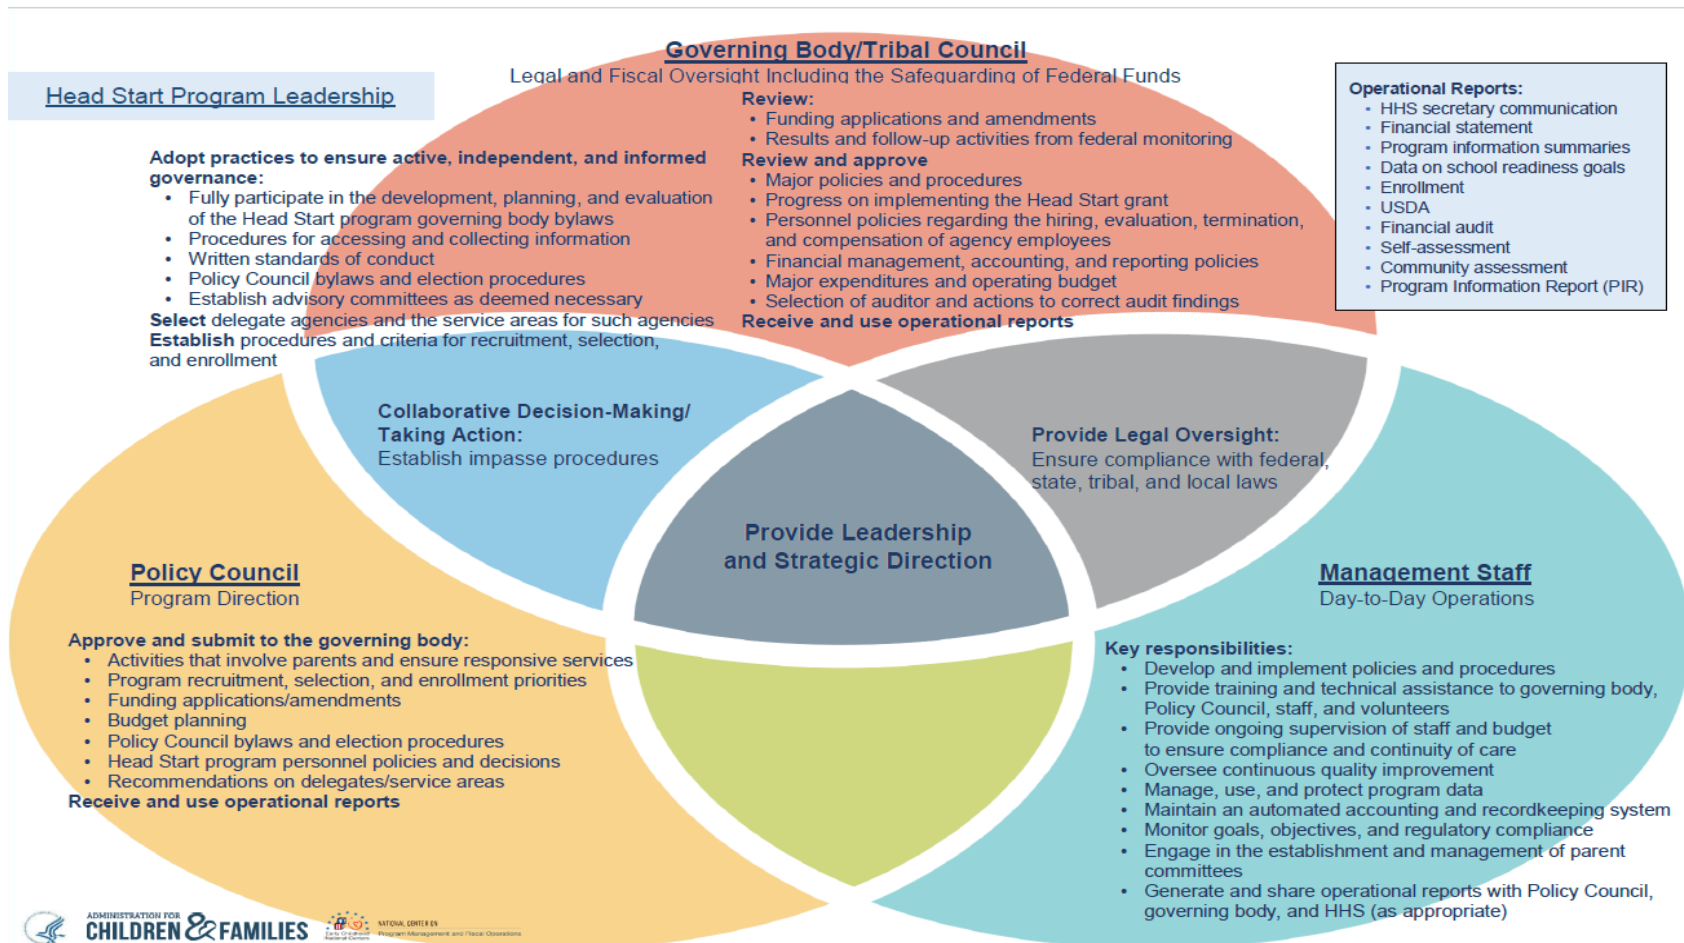 Governing Body/Tribal Council
Legal and Fiscal Oversight Including the Safeguarding of Federal Funds
Head Start Program Leadership
Adopt practices to ensure active, independent, and informed
governance:
• Fully participate in the development, planning, and evaluation
of the Head Start program governing body bylaws
• Procedures for accessing and collecting information
• Written standards of conduct
• Policy Council bylaws and election procedures
• Establish advisory committees as deemed necessary
Select delegate agencies and the service areas for such agencies
Establish procedures and criteria for recruitment, selection,
and enrollment
Review:
• Funding applications and amendments
• Results and follow-up activities from federal monitoring
Review and approve
• Major policies and procedures
• Progress on implementing the Head Start grant
• Personnel policies regarding the hiring, evaluation, termination,
and compensation of agency employees
• Financial management, accounting, and reporting policies
• Major expenditures and operating budget
• Selection of auditor and actions to correct audit findings
Receive and use operational reports
Operational Reports:
• HHS secretary communication
• Financial statement
• Program information summaries
• Data on school readiness goals
• Enrollment
• USDA
• Financial audit
• Self-assessment
• Community assessment
• Program Information Report (PIR)
Collaborative Decision-Making/
Taking Action:
Establish impasse procedures
Provide Legal Oversight:
Ensure compliance with federal,
state, tribal, and local laws
Provide Leadership
and Strategic Direction
Policy Council
Program Direction
Approve and submit to the governing body:
• Activities that involve parents and ensure responsive services
• Program recruitment, selection, and enrollment priorities
• Funding applications/amendments
• Budget planning
• Policy Council bylaws and election procedures
• Head Start program personnel policies and decisions
• Recommendations on delegates/service areas
Receive and use operational reports
Management Staff
Day-to-Day Operations
Key responsibilities:
• Develop and implement policies and procedures
• Provide training and technical assistance to governing body,
Policy Council, staff, and volunteers
• Provide ongoing supervision of staff and budget
to ensure compliance and continuity of care
• Oversee continuous quality improvement
• Manage, use, and protect program data
• Maintain an automated accounting and recordkeeping system
• Monitor goals, objectives, and regulatory compliance
• Engage in the establishment and management of parent
committees
• Generate and share operational reports with Policy Council,
governing body, and HHS (as appropriate)
ADMINISTRATION FOR
CHILDREN & FAMILIES
Early Childhood
National Centers
NATIONAL CENTER ON
Program Management and Fiscal Operations